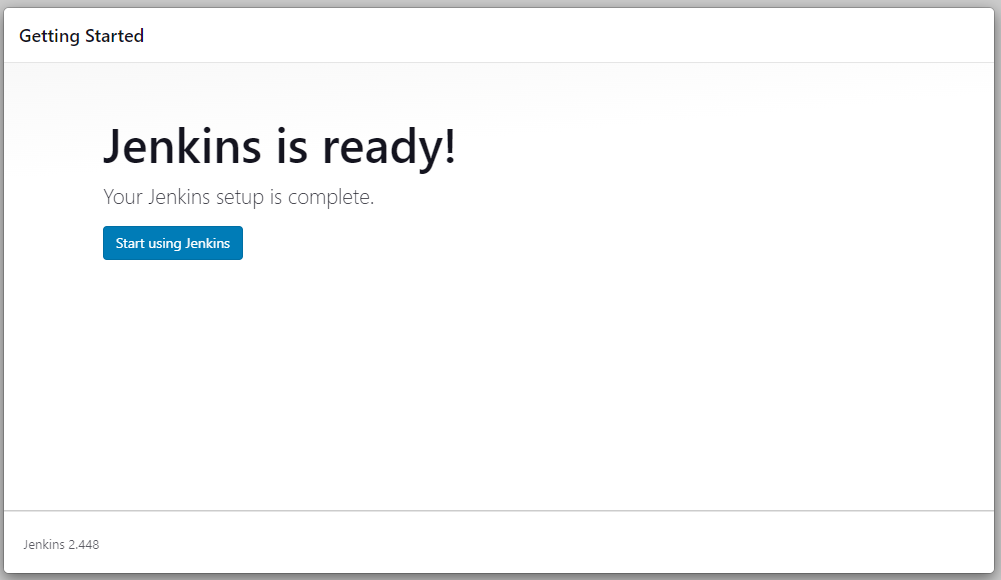 Getting Started
Jenkins is ready!
Your Jenkins setup is complete.
Start using Jenkins
Jenkins 2.448